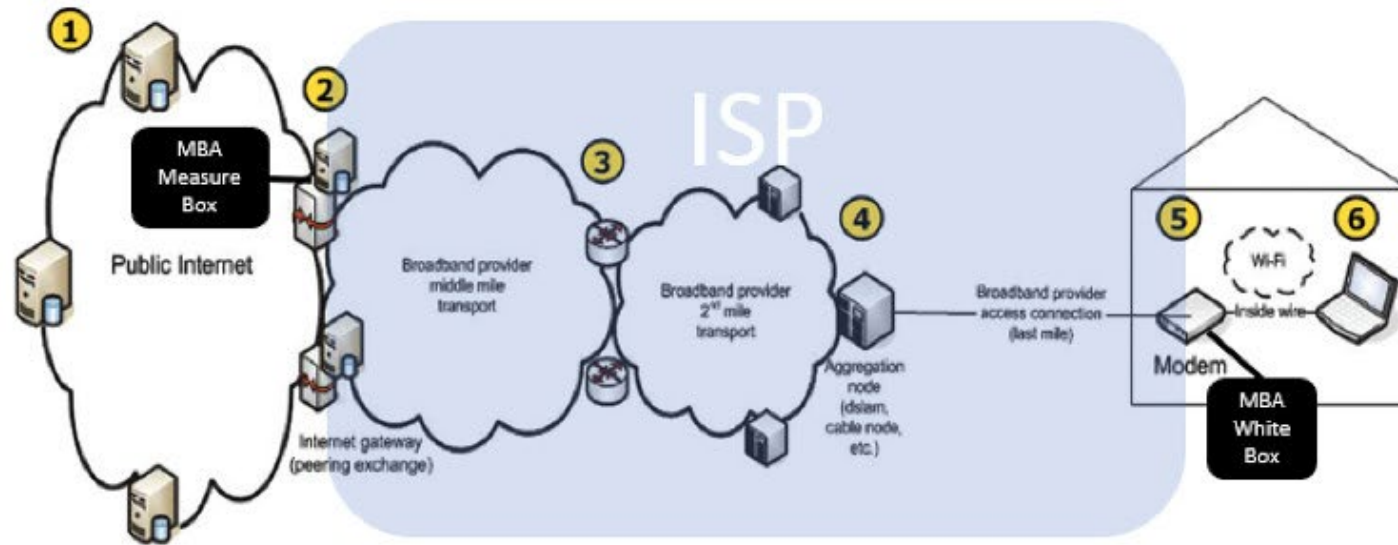 1
2
ISP
MBA
Measure
Box
3
4
5
6
Public Internet
Broadband provider
middle mile
transport
Broadband provider
2nd mile
transport
Broadband provider
access connection
(last mile)
Wi-Fi
Inside wire
Modem
Aggregation
node
(dslam,
cable node,
etc.)
MBA
White
Box
Internet gateway
(peering exchange)